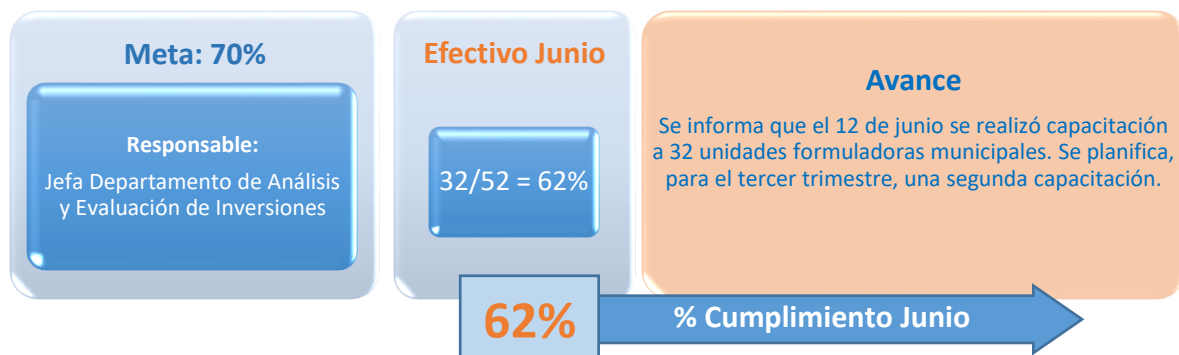 Meta: 70%
Responsable:
Jefa Departamento de Análisis
y Evaluación de Inversiones
Efectivo Junio
32/52 = 62%
Avance
Se informa que el 12 de junio se realizó capacitación
a 32 unidades formuladoras municipales. Se planifica,
para el tercer trimestre, una segunda capacitación.
62%
% Cumplimiento Junio